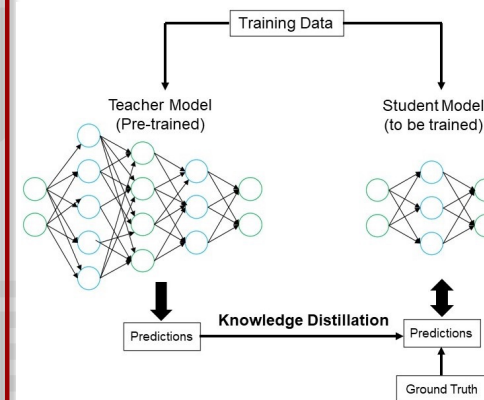 Training Data
Teacher Model
(Pre-trained)
Student Model
(to be trained)
Knowledge Distillation
Predictions
Predictions
Ground Truth